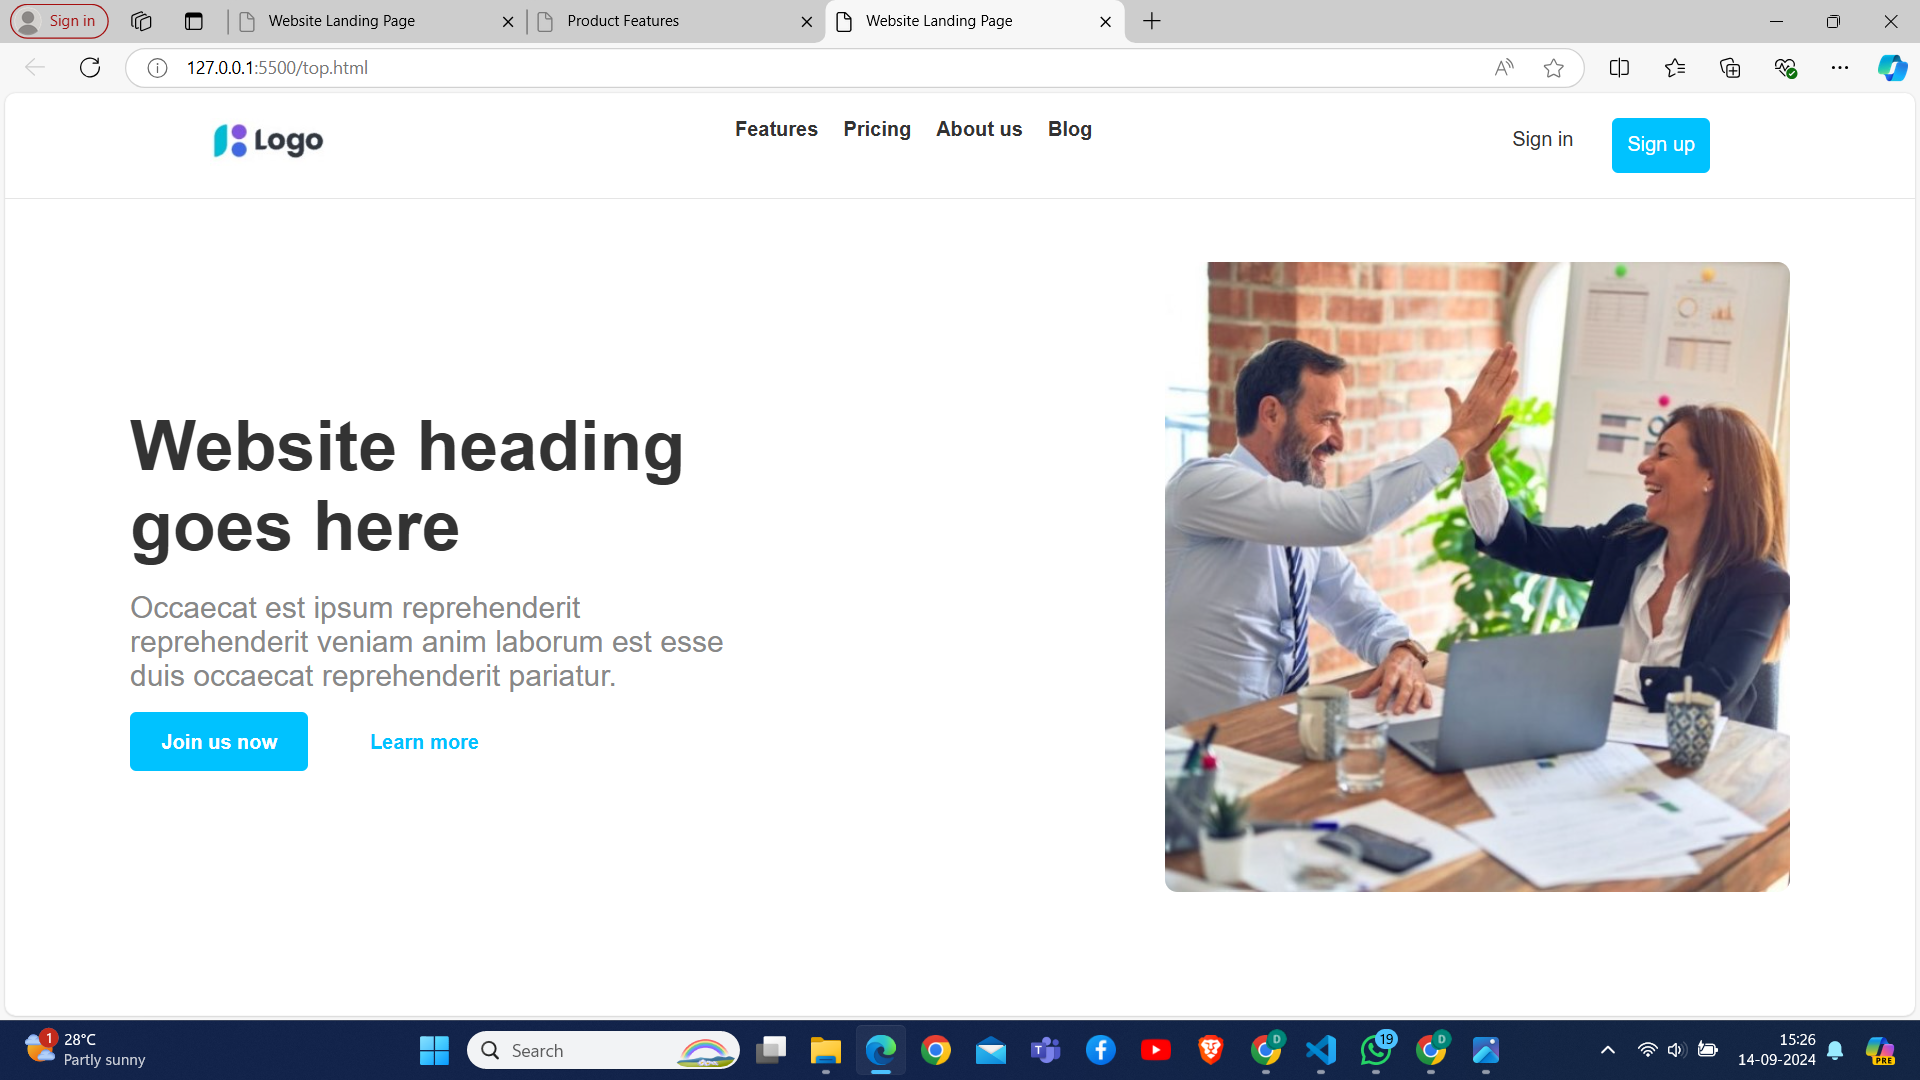 Sign in
Website Landing Page
Product Features
Website Landing Page
127.0.0.1:5500/top.html
Logo
Features
Pricing
About us
Blog
Sign in
Sign up
Website heading
goes here
Occaecat est ipsum reprehenderit
reprehenderit veniam anim laborum est esse
duis occaecat reprehenderit pariatur.
Join us now
Learn more
1
28°C
Partly sunny
Search
D
19
D
15:26
14-09-2024
PRE